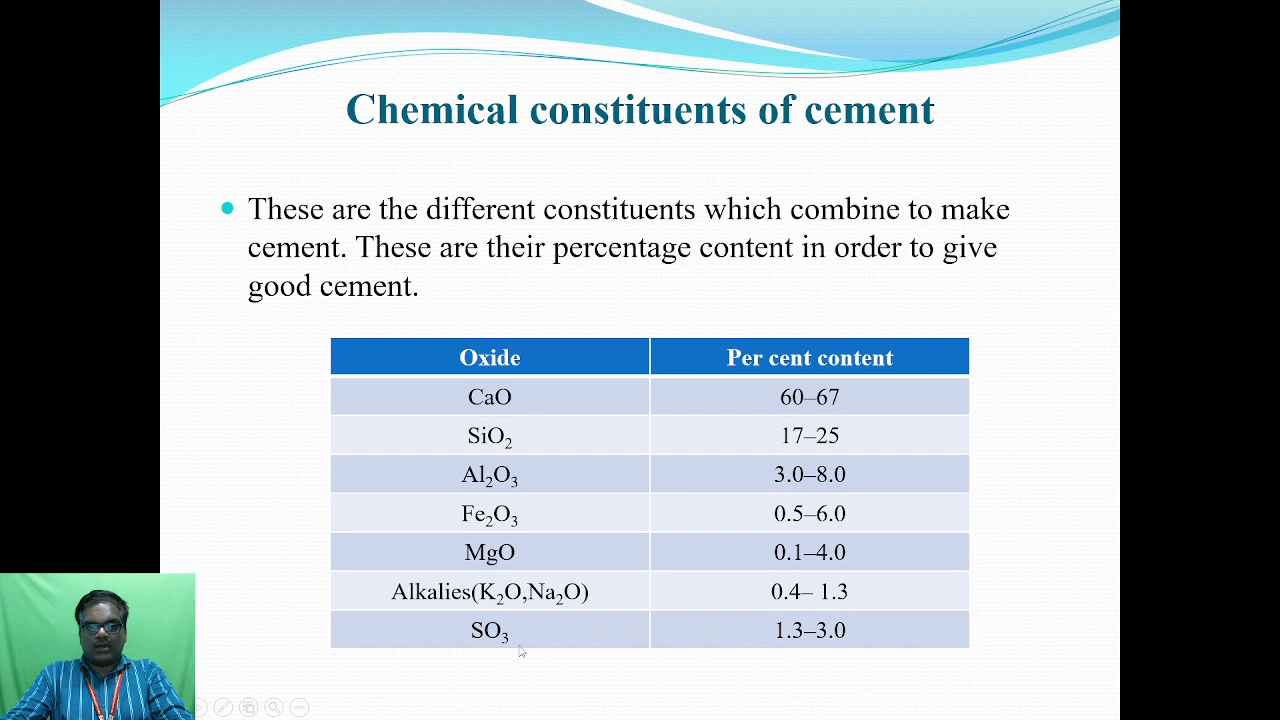 Chemical constituents of cement
• These are the different constituents which combine to make
cement. These are their percentage content in order to give
good cement.
Oxide Per cent content
CaO 60–67
SiO₂ 17–25
Al₂O₃ 3.0–8.0
Fe₂O₃ 0.5–6.0
MgO 0.1–4.0
Alkalies(K₂O,Na₂O) 0.4– 1.3
SO₃ 1.3–3.0